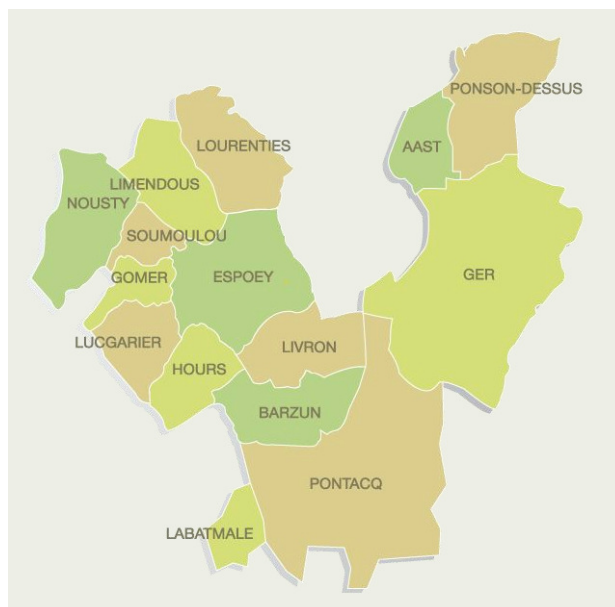 PONSON-DESSUS
LOURENTIES
AAST
LIMENDOUS
NOUSTY
SOUMOULOU
GOMER
ESPOEY
GER
LUCGARIER
LIVRON
HOURS
BARZUN
PONTACQ
LABATMALE